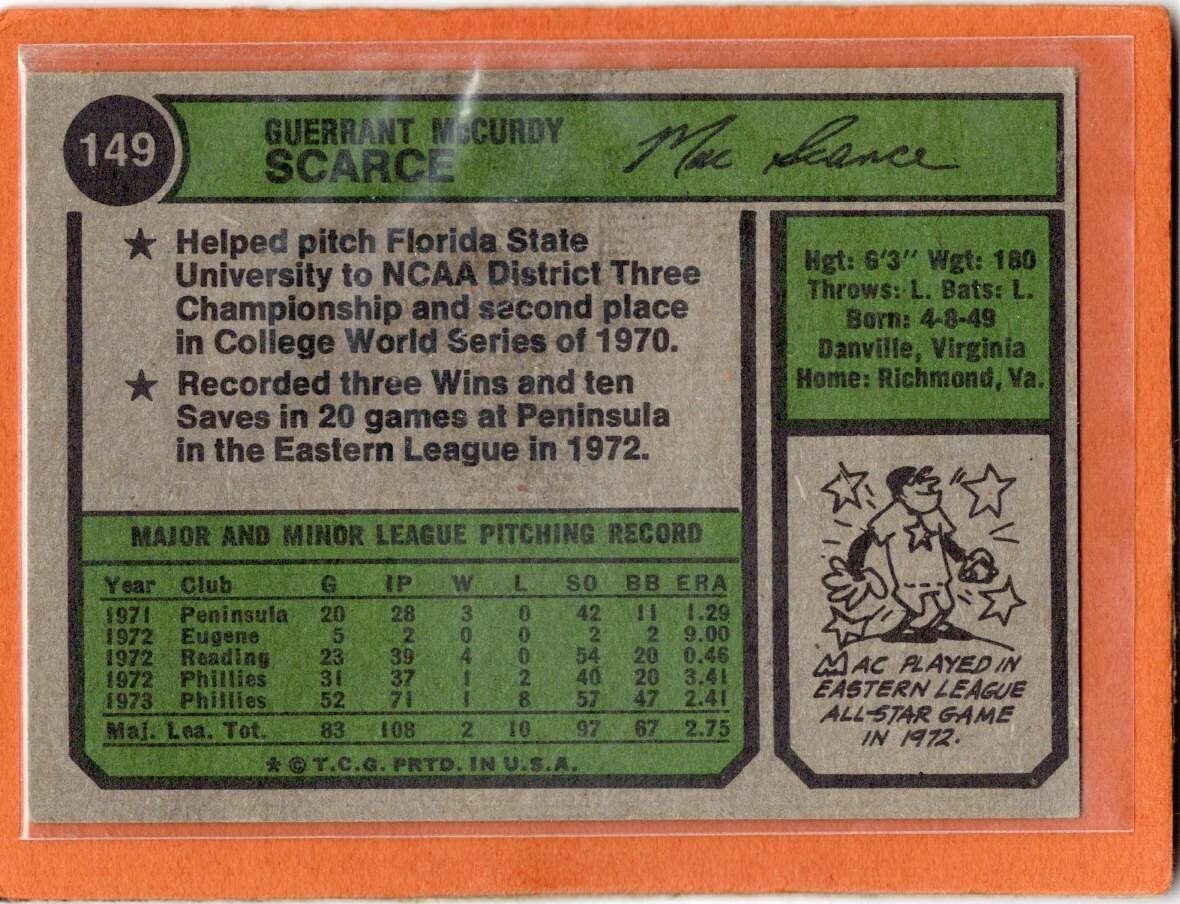 149
GUERRANT McCURDY
SCARCE
Mac Scarce
★ Helped pitch Florida State
University to NCAA District Three
Championship and second place
in College World Series of 1970.
★ Recorded three Wins and ten
Saves in 20 games at Peninsula
in the Eastern League in 1972.
Hgt: 6'3" Wgt: 180
Throws: L. Bats: L.
Born: 4-8-49
Danville, Virginia
Home: Richmond, Va.
MAJOR AND MINOR LEAGUE PITCHING RECORD
Year Club G IP W L SO BB ERA
1971 Peninsula 20 28 3 0 42 11 1.29
1972 Eugene 5 2 0 0 2 2 9.00
1972 Reading 23 39 4 0 54 20 0.46
1972 Phillies 31 37 1 2 40 20 3.41
1973 Phillies 52 71 1 8 57 47 2.41
Maj. Lea. Tot. 83 108 2 10 97 67 2.75
* © T.C.G. PRTD. IN U.S.A.
MAC PLAYED IN
EASTERN LEAGUE
ALL-STAR GAME
IN 1972.